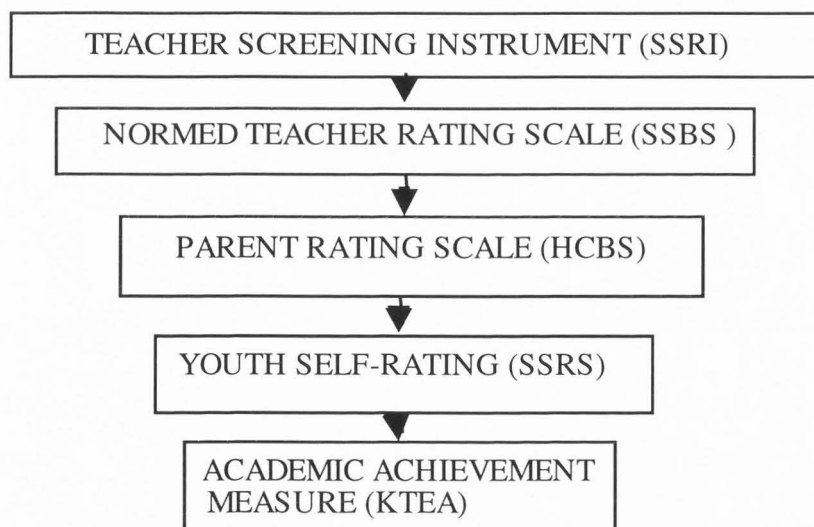 TEACHER SCREENING INSTRUMENT (SSRI)
NORMED TEACHER RATING SCALE (SSBS )
PARENT RATING SCALE (HCBS)
YOUTH SELF-RATING (SSRS)
ACADEMIC ACHIEVEMENT
MEASURE (KTEA)